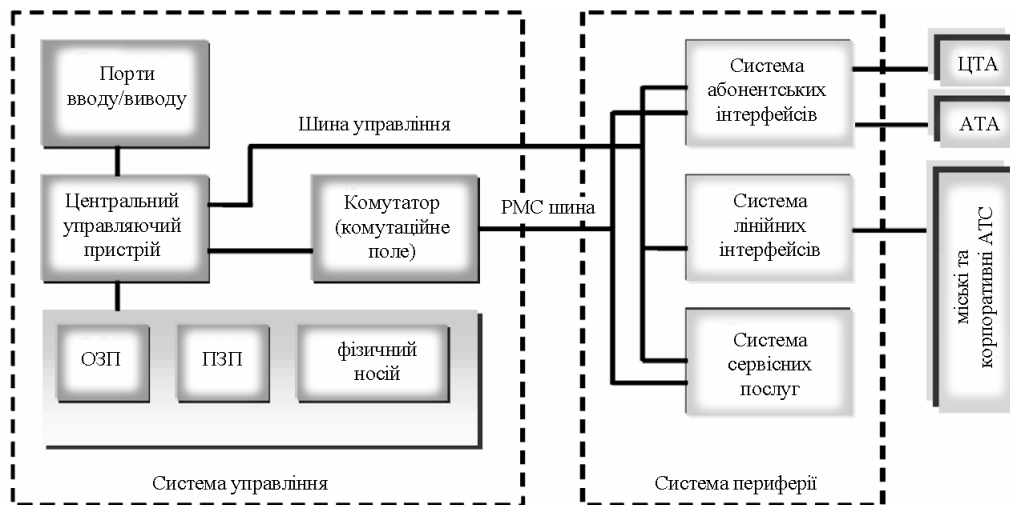 Порти
вводу/виводу
Шина управління
Центральний
управляючий
пристрій
Комутатор
(комутаційне
поле)
РМС шина
ОЗП
ПЗП
фізичний
носій
Система управління
Система
абонентських
інтерфейсів
Система
лінійних
інтерфейсів
Система
сервісних
послуг
Система периферії
ЦТА
АТА
міські та
корпоративні АТС